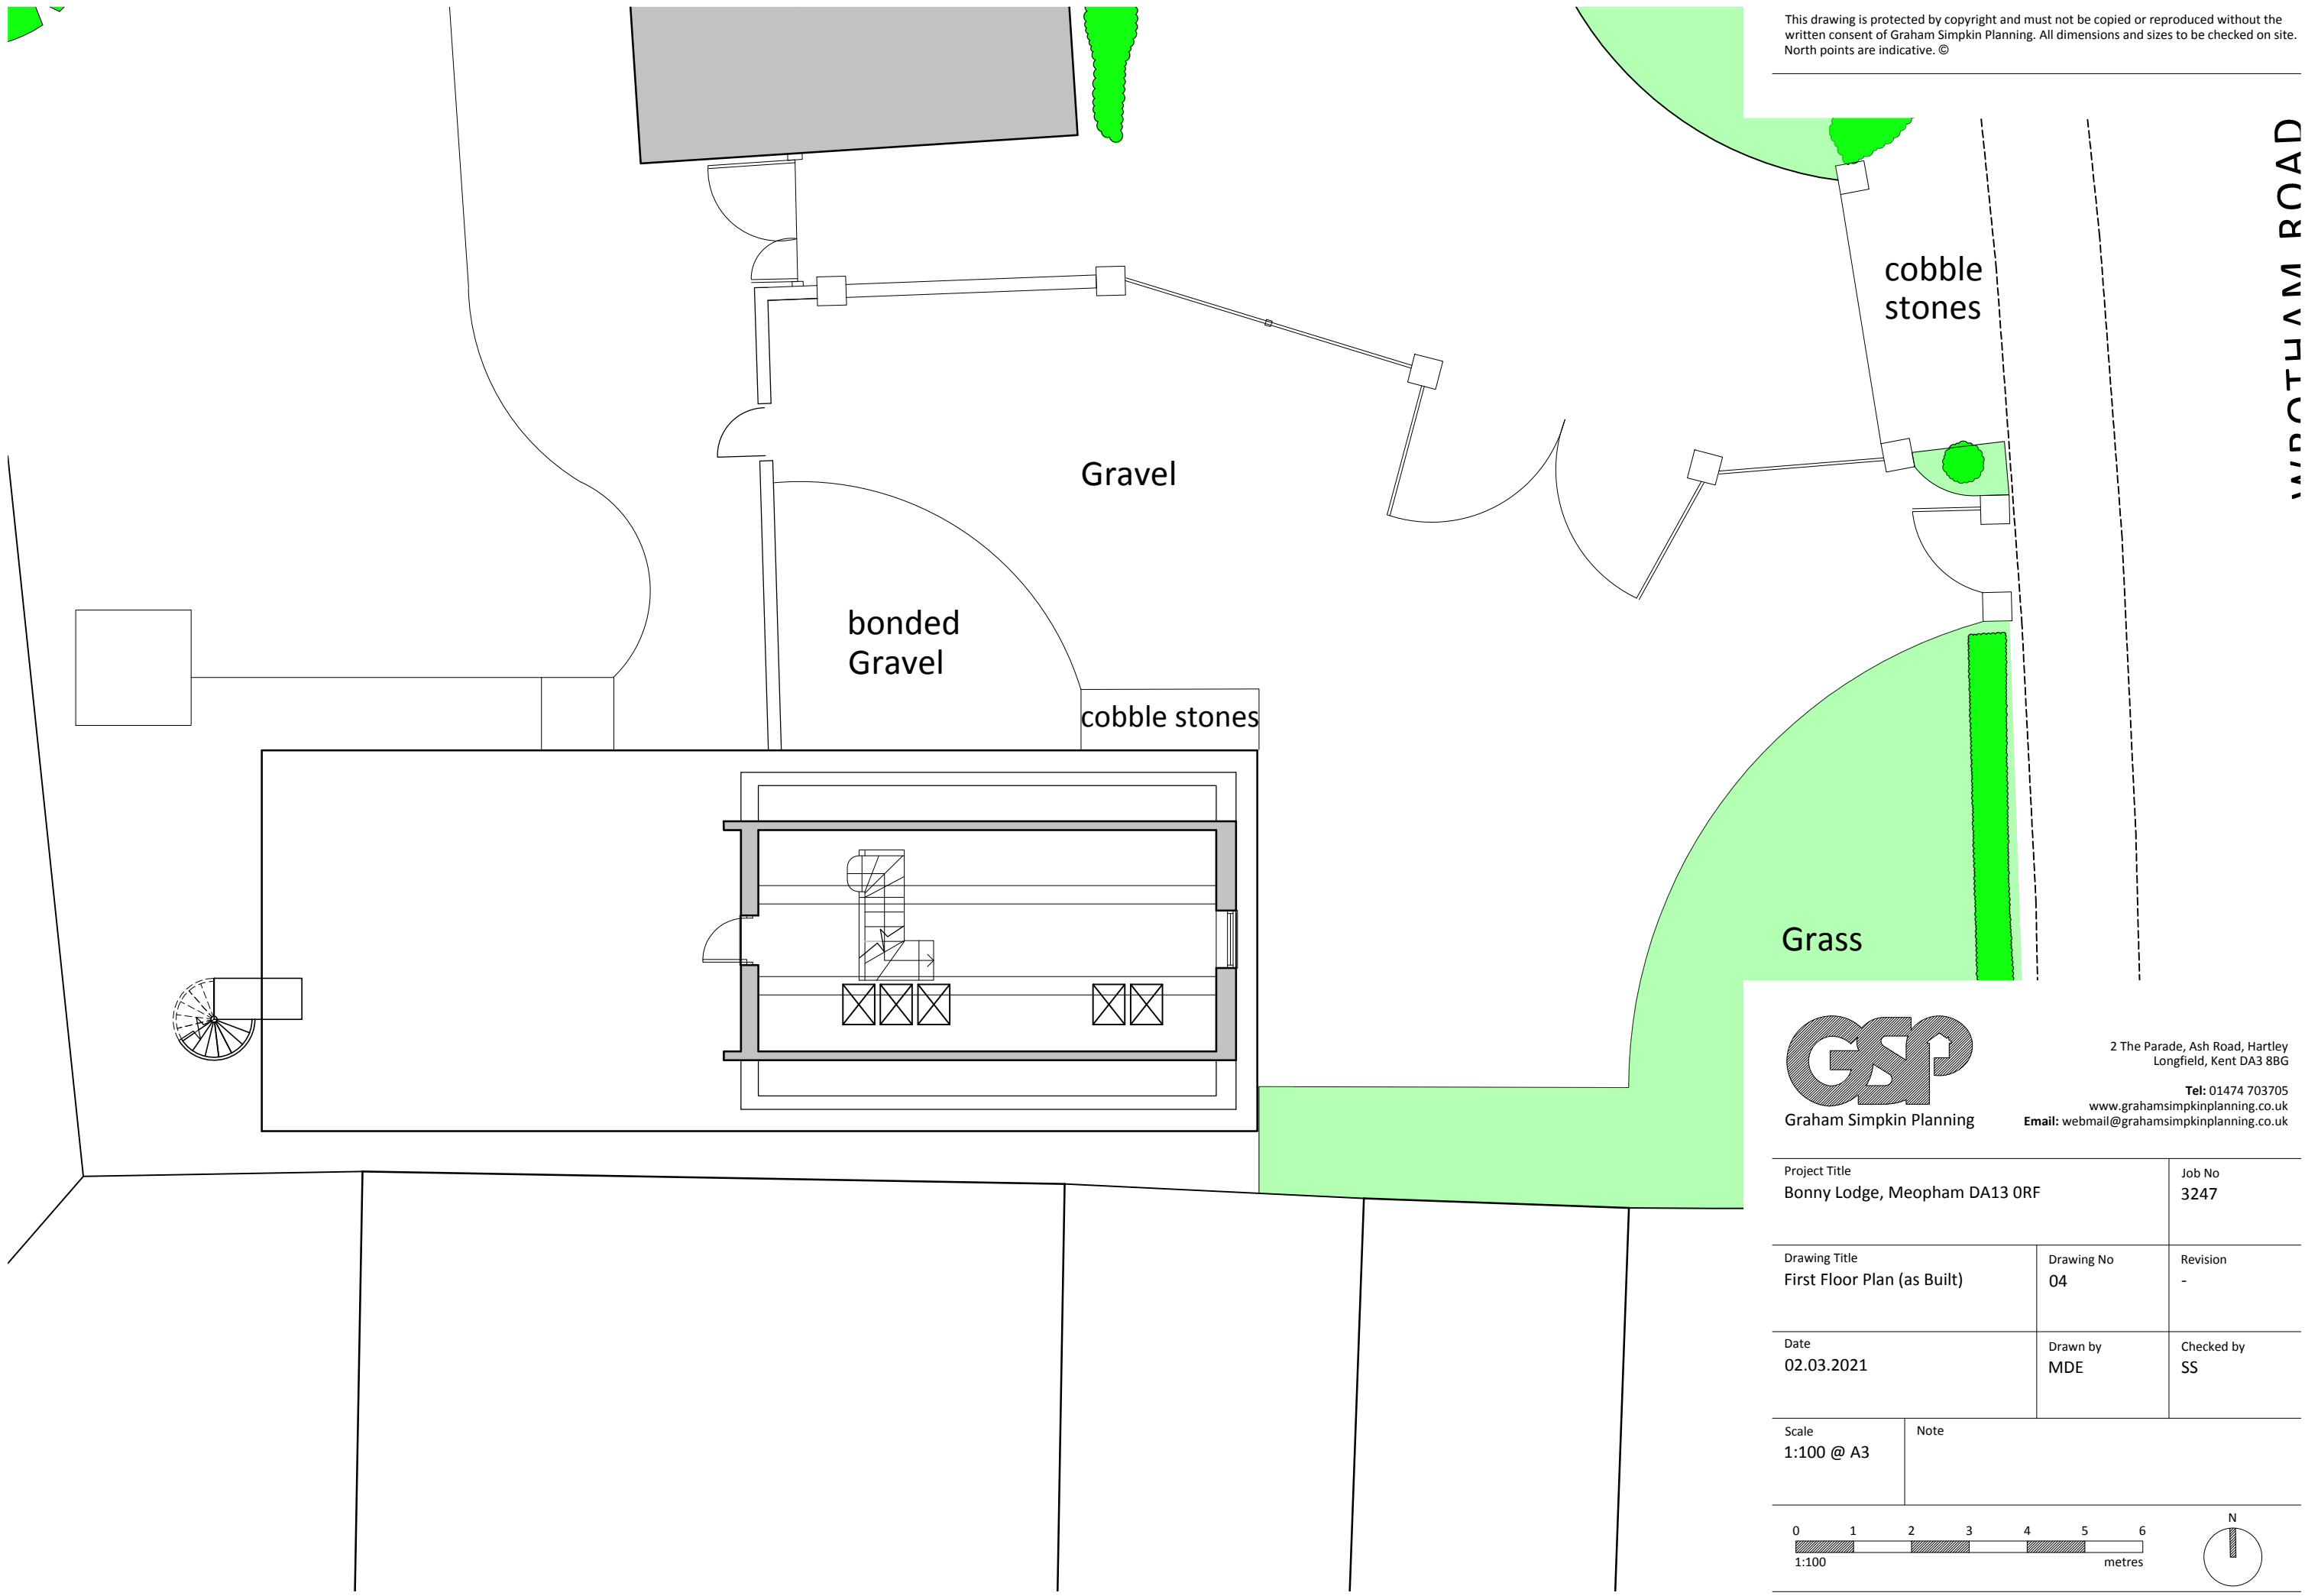 This drawing is protected by copyright and must not be copied or reproduced without the
written consent of Graham Simpkin Planning. All dimensions and sizes to be checked on site.
North points are indicative. ©
WROTHAM ROAD
cobble
stones
Gravel
bonded
Gravel
cobble stones
Grass
GSP
Graham Simpkin Planning
2 The Parade, Ash Road, Hartley
Longfield, Kent DA3 8BG
Tel: 01474 703705
www.grahamsimpkinplanning.co.uk
Email: webmail@grahamsimpkinplanning.co.uk
Project Title
Bonny Lodge, Meopham DA13 0RF
Job No
3247
Drawing Title
First Floor Plan (as Built)
Drawing No
04
Revision
-
Date
02.03.2021
Drawn by
MDE
Checked by
SS
Scale
1:100 @ A3
Note
0 1 2 3 4 5 6
1:100 metres
N